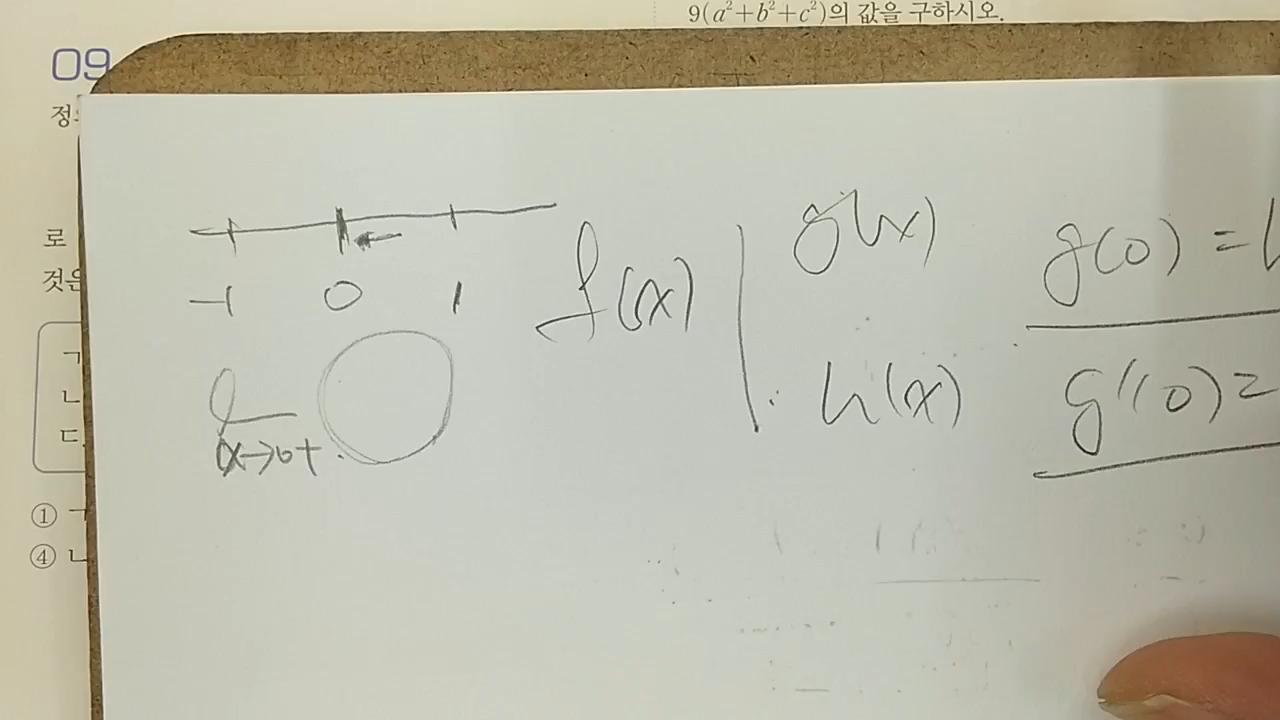 9(a²+b²+c²)의 값을 구하시오.
09
로
것은
ㄱ
ㄴ
ㄷ.
① ㄱ
④ ㄴ
-1 0 1
x→0+
f(x)
g(x)
h(x)
g(0) =
g'(0)=